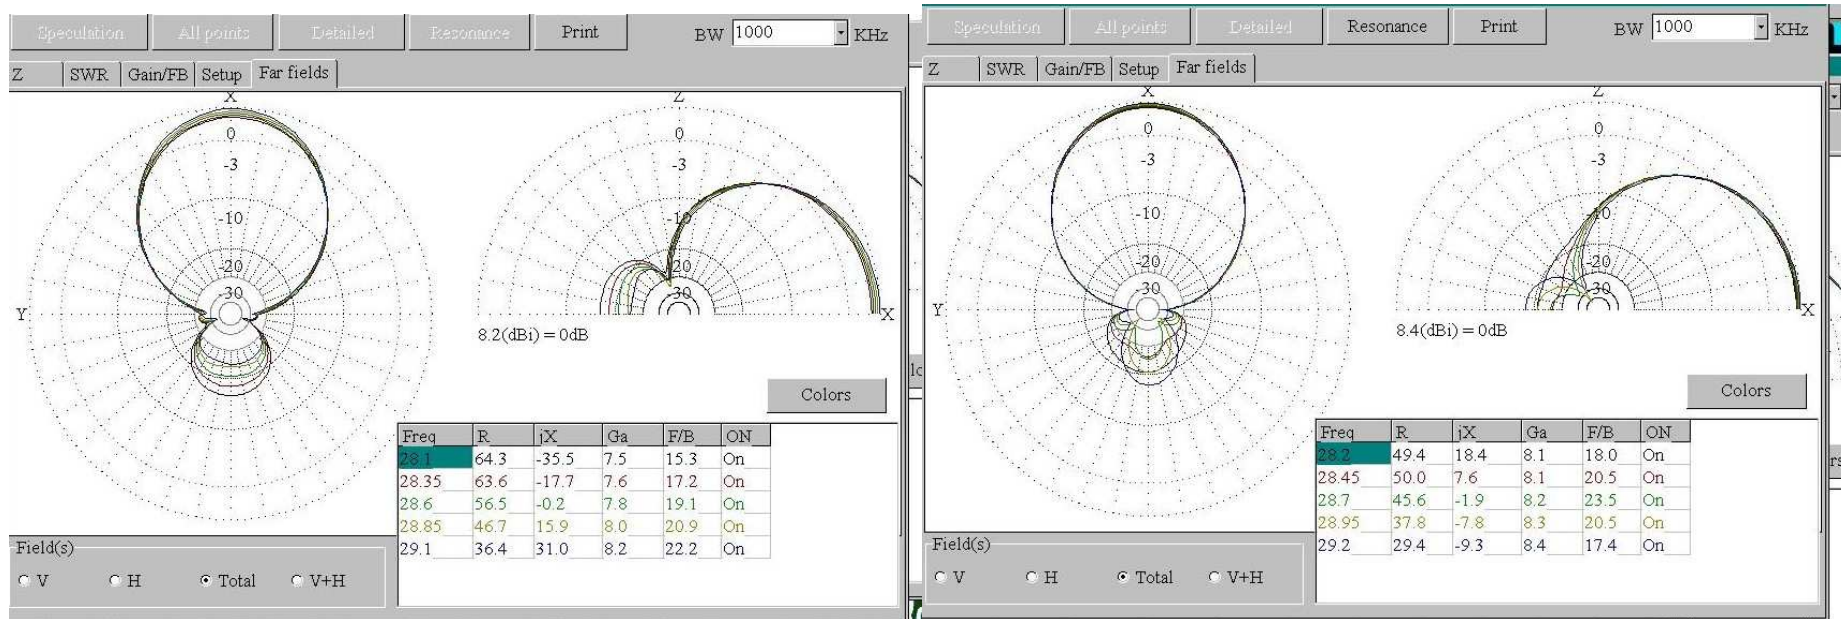 Speculation All points Detailed Resonance Print BW 1000 KHz
Z SWR Gain/FB Setup Far fields
X Z
0 0
-3 -3
-10 -10
-20 -20
-30 -30
Y X
8.2(dBi) = 0dB
Colors
Freq R jX Ga F/B ON
28.1 64.3 -35.5 7.5 15.3 On
28.35 63.6 -17.7 7.6 17.2 On
28.6 56.5 -0.2 7.8 19.1 On
28.85 46.7 15.9 8.0 20.9 On
29.1 36.4 31.0 8.2 22.2 On
Field(s)
V H Total V+H
Speculation All points Detailed Resonance Print BW 1000 KHz
Z SWR Gain/FB Setup Far fields
X Z
0 0
-3 -3
-10 -10
-20 -20
-30 -30
Y X
8.4(dBi) = 0dB
Colors
Freq R jX Ga F/B ON
28.2 49.4 18.4 8.1 18.0 On
28.45 50.0 7.6 8.1 20.5 On
28.7 45.6 -1.9 8.2 23.5 On
28.95 37.8 -7.8 8.3 20.5 On
29.2 29.4 -9.3 8.4 17.4 On
Field(s)
V H Total V+H